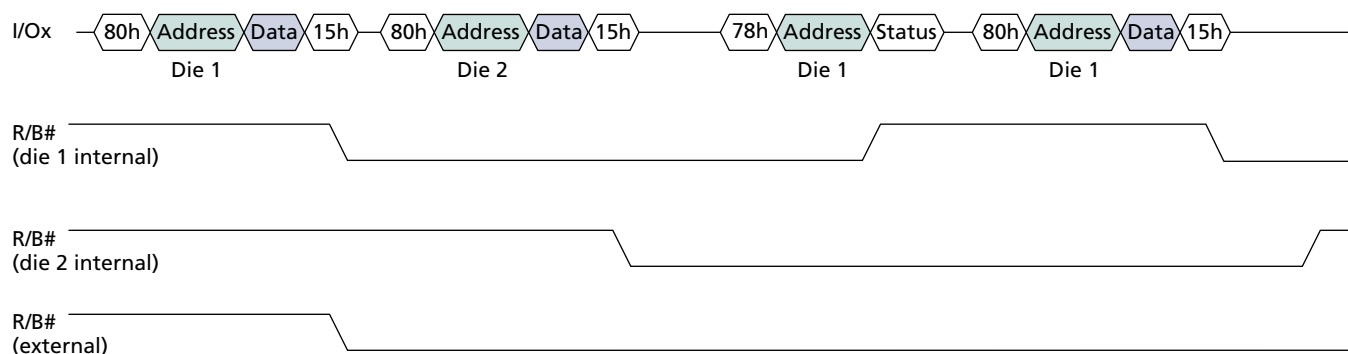 I/Ox 80h Address Data 15h 80h Address Data 15h 78h Address Status 80h Address Data 15h
Die 1 Die 2 Die 1 Die 1
R/B#
(die 1 internal)
R/B#
(die 2 internal)
R/B#
(external)